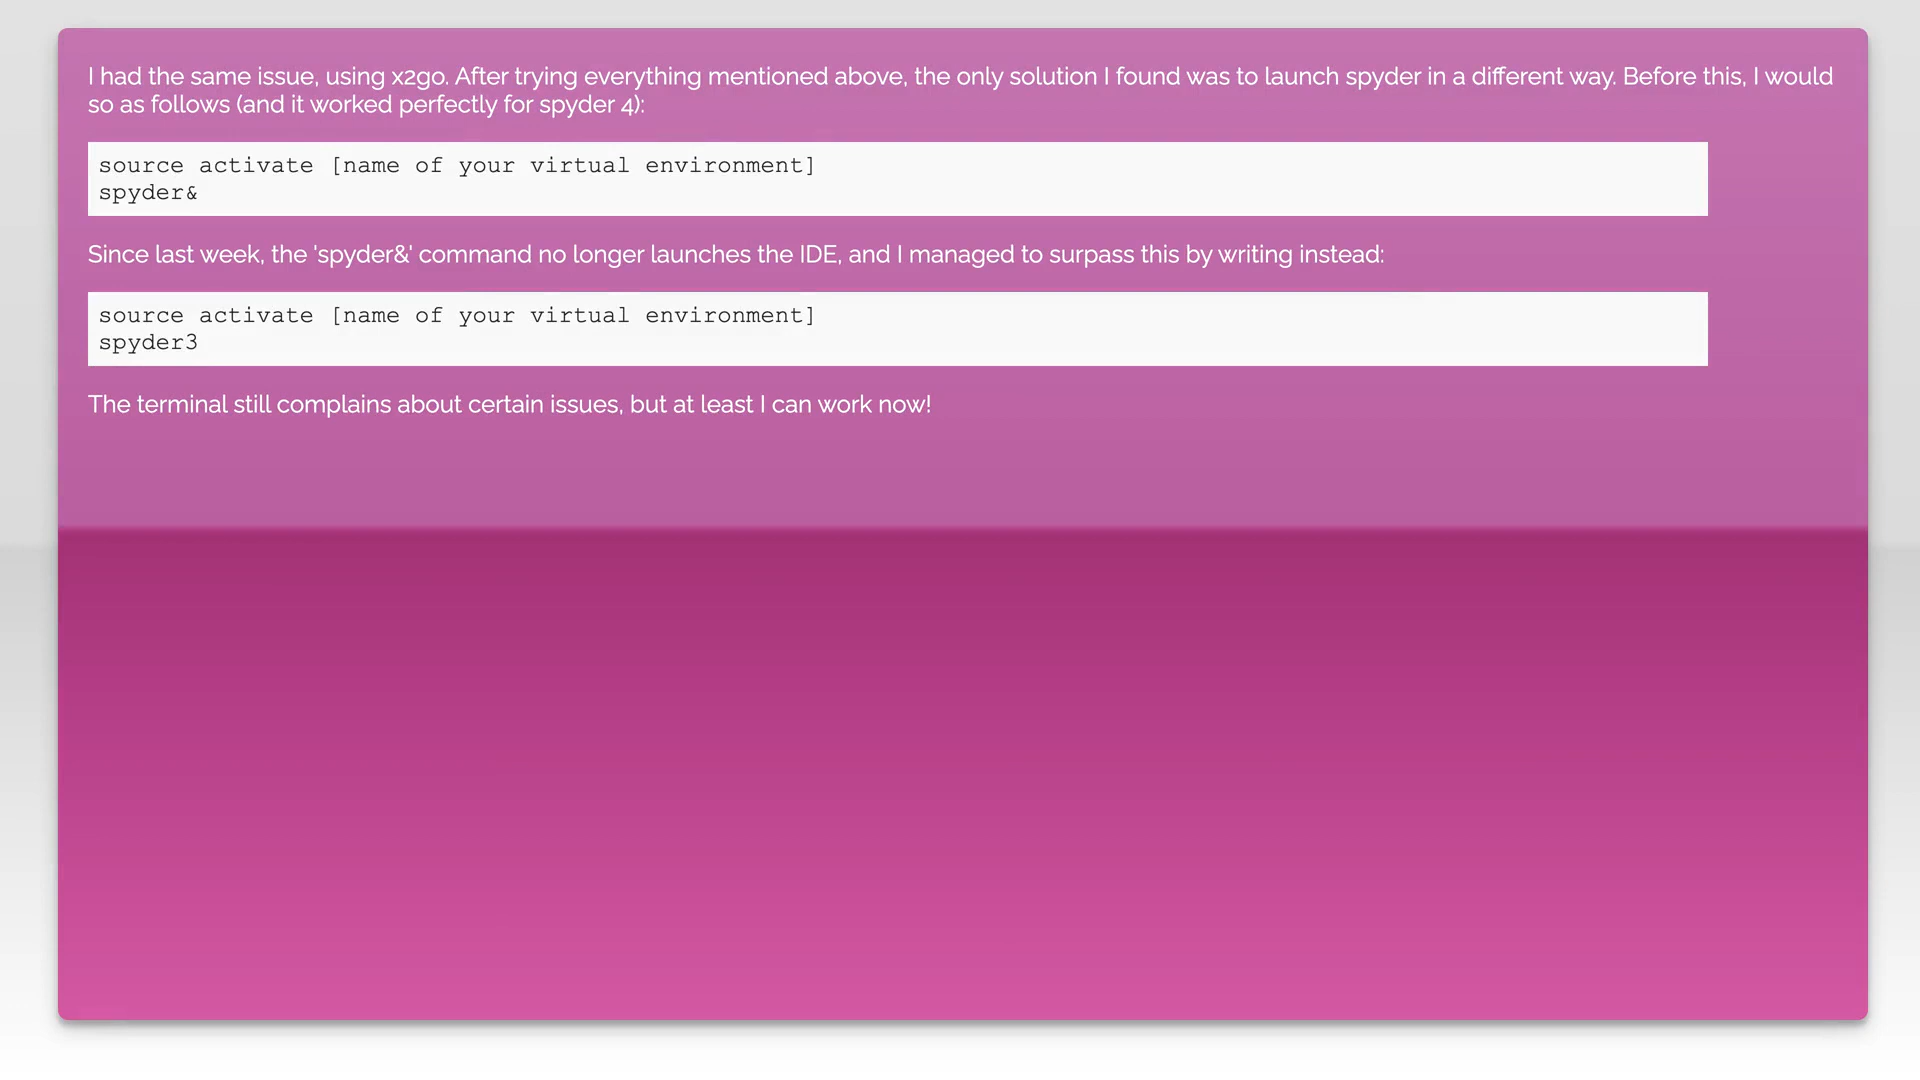 I had the same issue, using x2go. After trying everything mentioned above, the only solution I found was to launch spyder in a different way. Before this, I would
so as follows (and it worked perfectly for spyder 4):
source activate [name of your virtual environment]
spyder&
Since last week, the 'spyder&' command no longer launches the IDE, and I managed to surpass this by writing instead:
source activate [name of your virtual environment]
spyder3
The terminal still complains about certain issues, but at least I can work now!